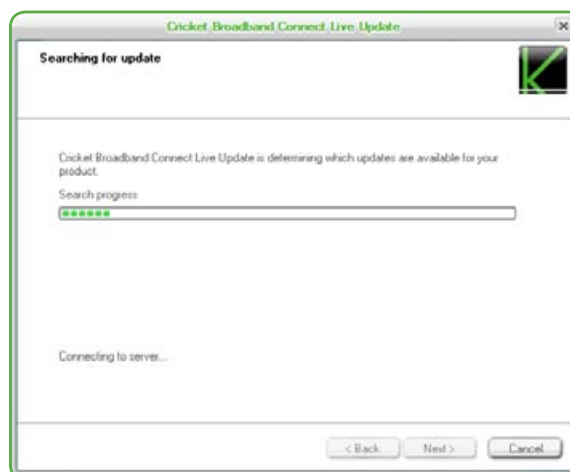 Cricket Broadband Connect Live Update
Searching for update
Cricket Broadband Connect Live Update is determining which updates are available for your
product.
Search progress
Connecting to server...
< Back
Next >
Cancel